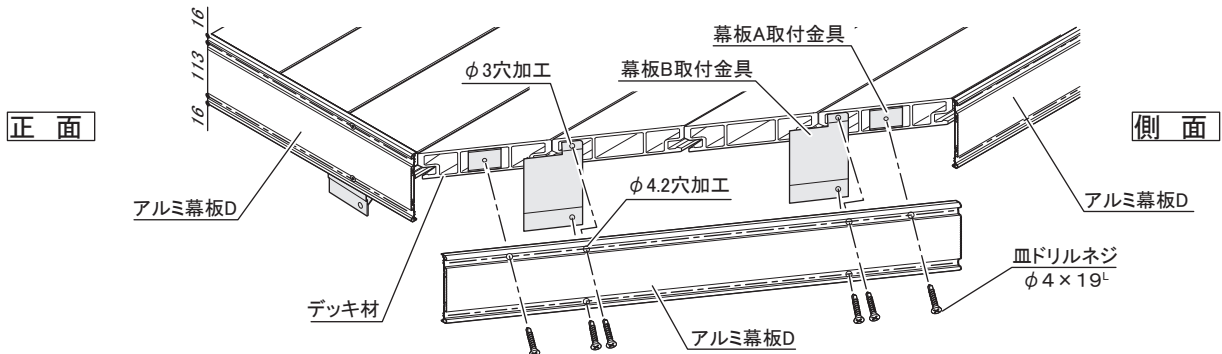 16
113
16
正 面
アルミ幕板D
φ3穴加工
幕板A取付金具
幕板B取付金具
側 面
φ4.2穴加工
アルミ幕板D
デッキ材
皿ドリルネジ
φ4×19L
アルミ幕板D